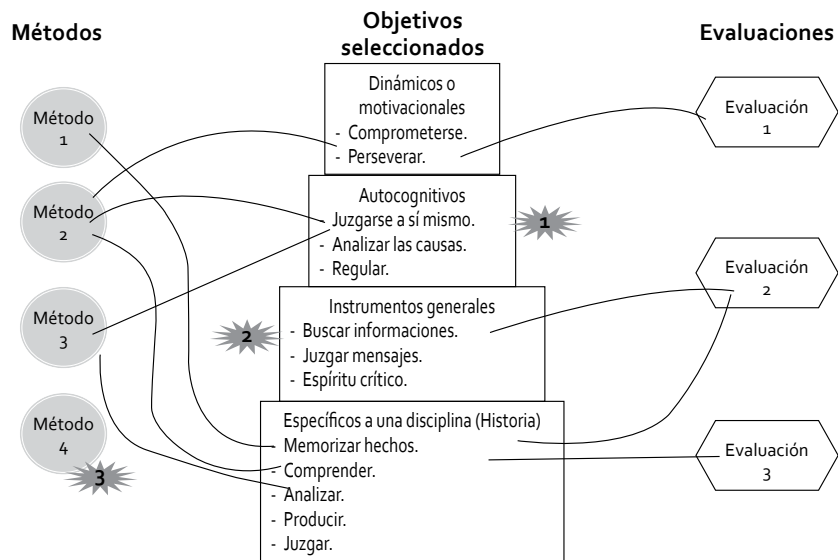 Métodos
Objetivos
seleccionados
Evaluaciones
Método
1
Método
2
Método
3
Método
4
3
Dinámicos o
motivacionales
- Comprometerse.
- Perseverar.
Autocognitivos
- Juzgarse a sí mismo.
- Analizar las causas.
- Regular.
1
2
Instrumentos generales
- Buscar informaciones.
- Juzgar mensajes.
- Espíritu crítico.
Específicos a una disciplina (Historia)
- Memorizar hechos.
- Comprender.
- Analizar.
- Producir.
- Juzgar.
Evaluación
1
Evaluación
2
Evaluación
3